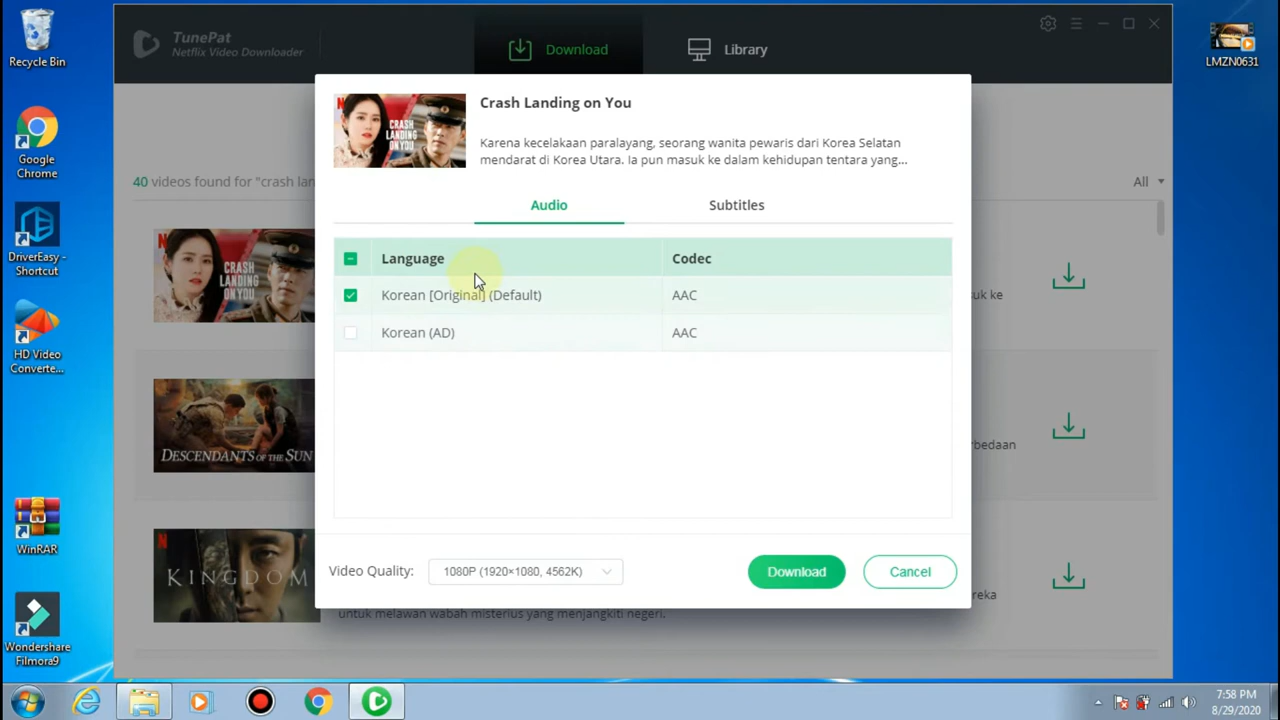 Recycle Bin
Google
Chrome
DriverEasy -
Shortcut
HD Video
Converte...
WinRAR
Wondershare
Filmora9
LMZN0631
TunePat
Netflix Video Downloader
Download
Library
40 videos found for "crash lan
All
CRASH
LANDING
ON YOU
suk ke
DESCENDANTS OF THE SUN
rbedaan
KINGDOM
reka
untuk melawan wabah misterius yang menjangkiti negeri.
N
CRASH
LANDING
ON YOU
Crash Landing on You
Karena kecelakaan paralayang, seorang wanita pewaris dari Korea Selatan
mendarat di Korea Utara. Ia pun masuk ke dalam kehidupan tentara yang...
Audio
Subtitles
Language
Codec
Korean [Original] (Default)
AAC
Korean (AD)
AAC
Video Quality:
1080P (1920×1080, 4562K)
Download
Cancel
7:58 PM
8/29/2020